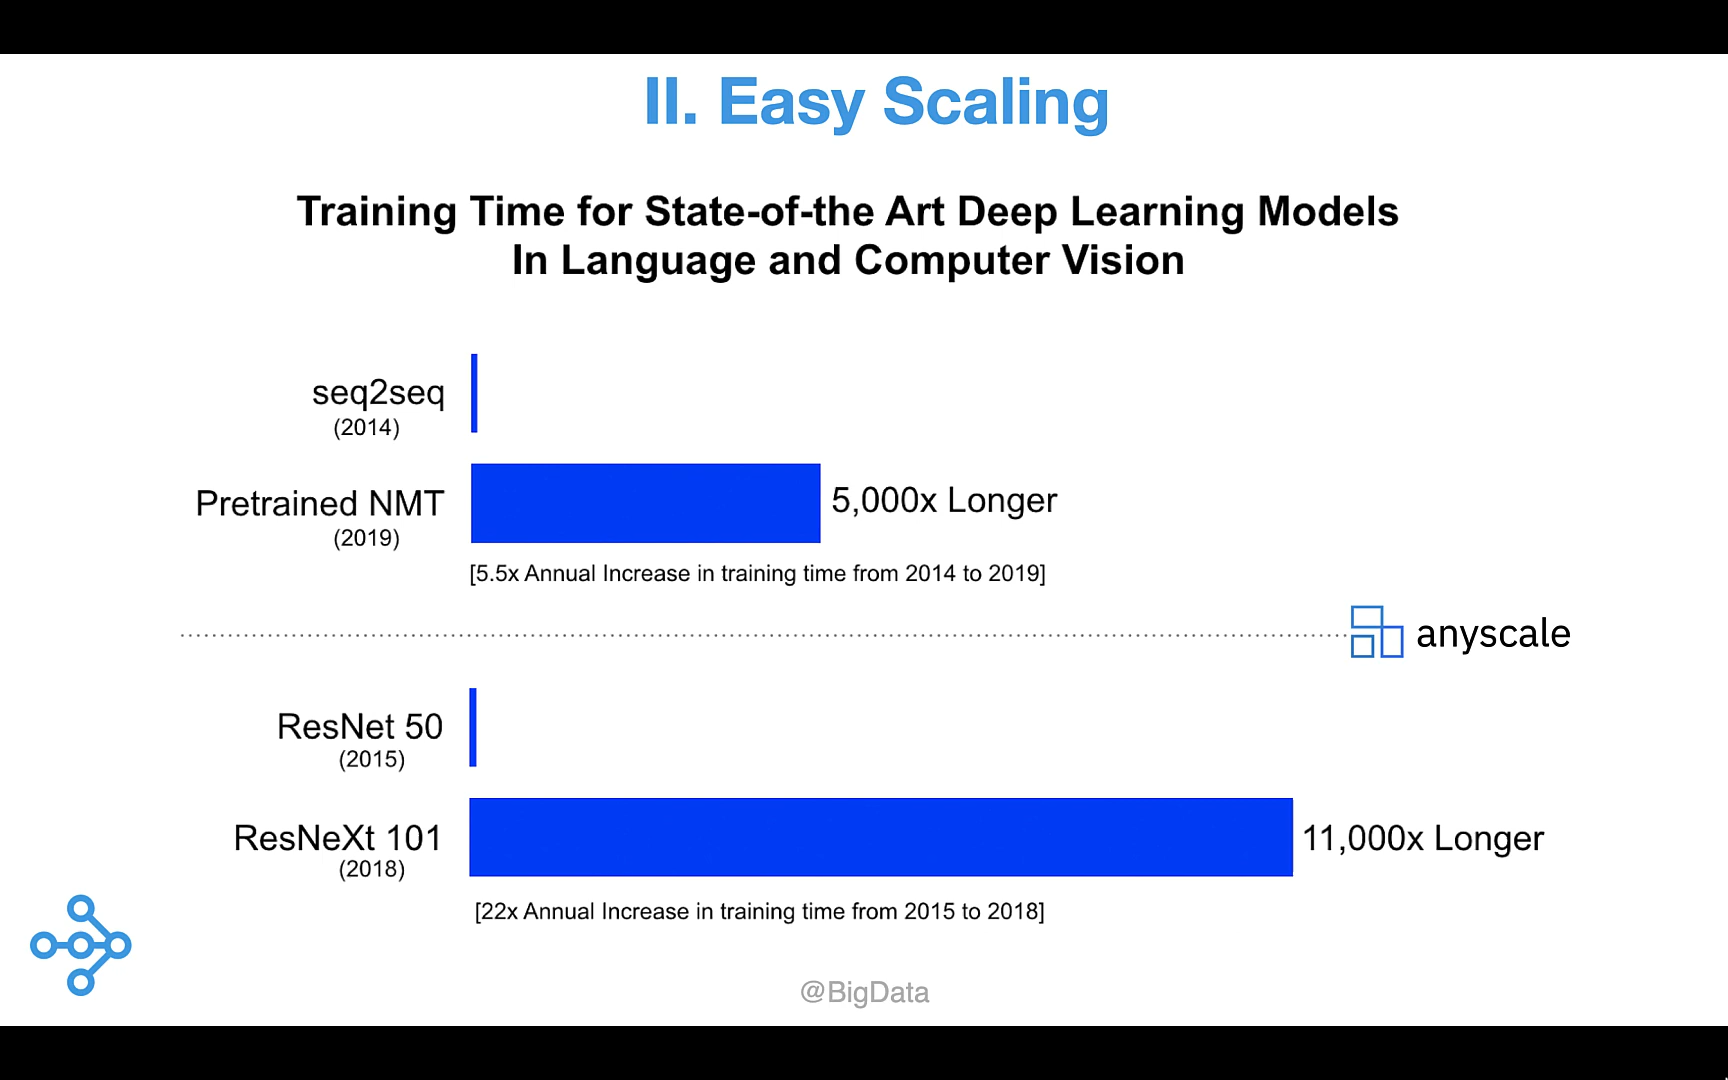 II. Easy Scaling
Training Time for State-of-the Art Deep Learning Models
In Language and Computer Vision
seq2seq
(2014)
Pretrained NMT
(2019)
5,000x Longer
[5.5x Annual Increase in training time from 2014 to 2019]
anyscale
ResNet 50
(2015)
ResNeXt 101
(2018)
11,000x Longer
[22x Annual Increase in training time from 2015 to 2018]
@BigData